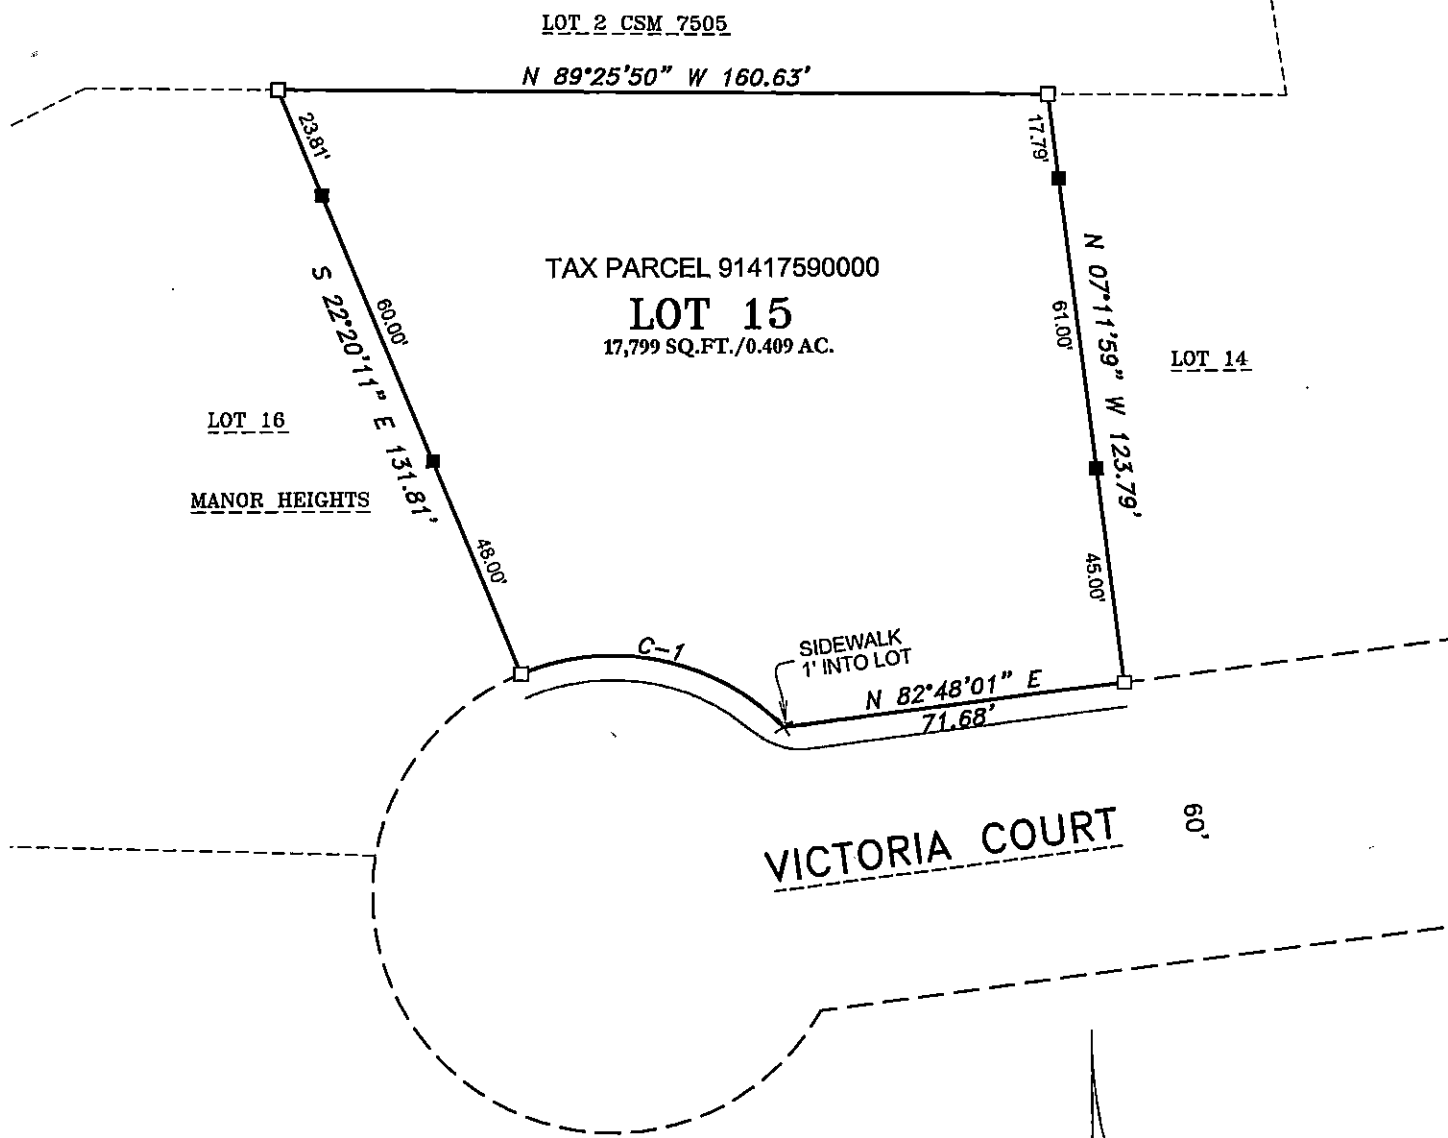 LOT 2 CSM 7505
N 89°25'50" W 160.63'
23.81'
17.79'
TAX PARCEL 91417590000
LOT 15
17,799 SQ.FT./0.409 AC.
S 22°20'11" E 131.81'
60.00'
N 07°11'59" W 123.79'
61.00'
LOT 14
LOT 16
MANOR HEIGHTS
48.00'
45.00'
C-1
SIDEWALK
1' INTO LOT
N 82°48'01" E
71.68'
VICTORIA COURT
60'